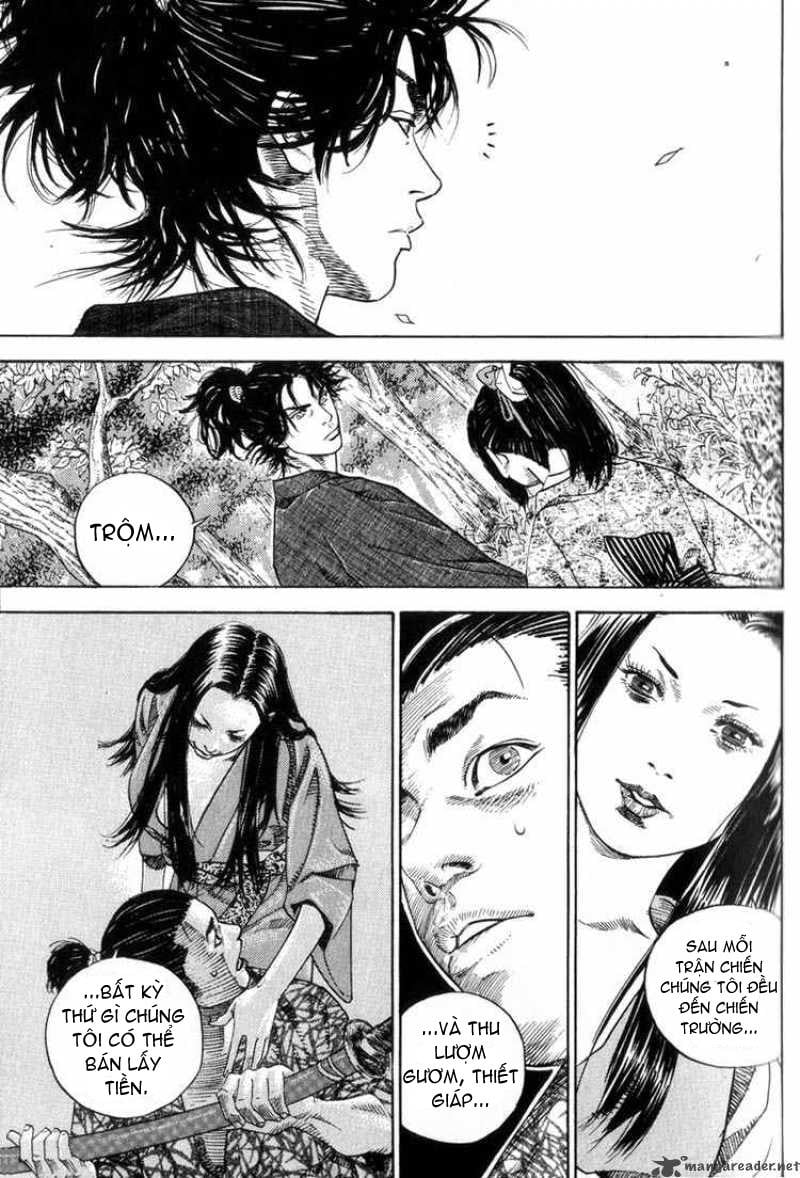 TRỘM...
SAU MỖI
TRẬN CHIẾN
CHÚNG TÔI ĐỀU
ĐẾN CHIẾN
TRƯỜNG...
...VÀ THU
LƯỢM
GƯƠM, THIẾT
GIÁP...
...BẤT KỲ
THỨ GÌ CHÚNG
TÔI CÓ THỂ
BÁN LẤY
TIỀN.
mangareader.net